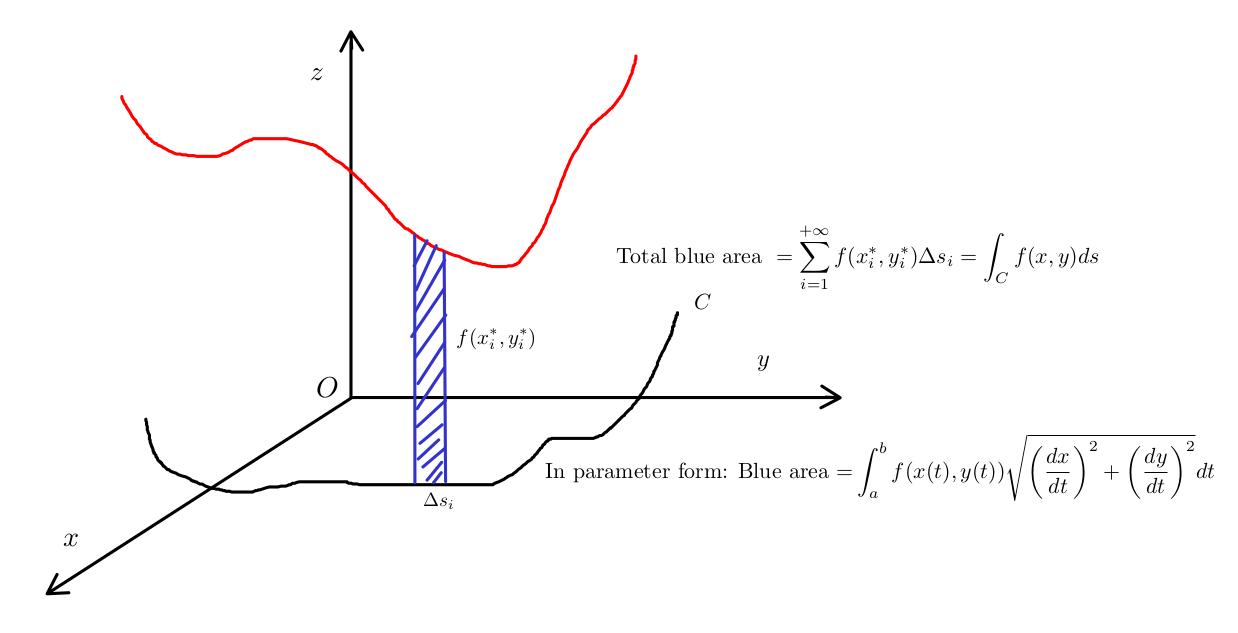 z
Total blue area $= \sum_{i=1}^{+\infty} f(x_i^*, y_i^*) \Delta s_i = \int_C f(x, y) ds$
C
$f(x_i^*, y_i^*)$
y
O
In parameter form: Blue area $= \int_a^b f(x(t), y(t)) \sqrt{\left(\frac{dx}{dt}\right)^2 + \left(\frac{dy}{dt}\right)^2} dt$
$\Delta s_i$
x